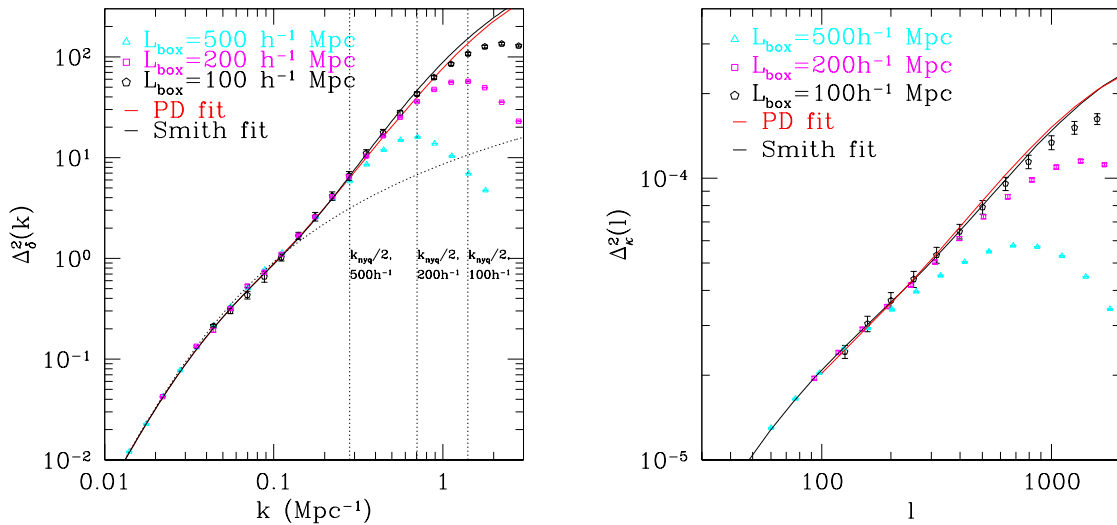 L_box=500 h⁻¹ Mpc
L_box=200 h⁻¹ Mpc
L_box=100 h⁻¹ Mpc
PD fit
Smith fit
10²
10¹
10⁰
10⁻¹
10⁻²
Δ²_δ(k)
k_nyq/2,
500h⁻¹
k_nyq/2,
200h⁻¹
k_nyq/2,
100h⁻¹
0.01
0.1
1
k (Mpc⁻¹)
L_box=500h⁻¹ Mpc
L_box=200h⁻¹ Mpc
L_box=100h⁻¹ Mpc
PD fit
Smith fit
10⁻⁴
10⁻⁵
Δ²_κ(l)
100
1000
l